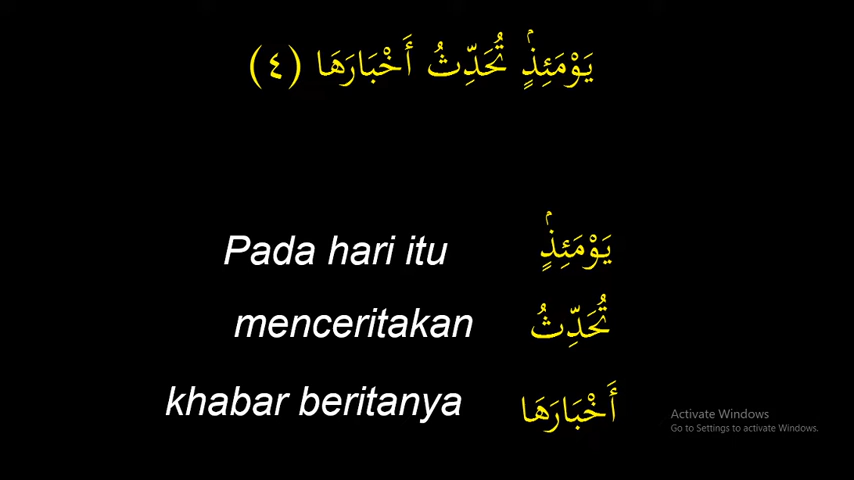 يَوْمَئِذٍۢ تُحَدِّثُ أَخْبَارَهَا (٤)
Pada hari itu يَوْمَئِذٍۢ
menceritakan تُحَدِّثُ
khabar beritanya أَخْبَارَهَا
Activate Windows
Go to Settings to activate Windows.